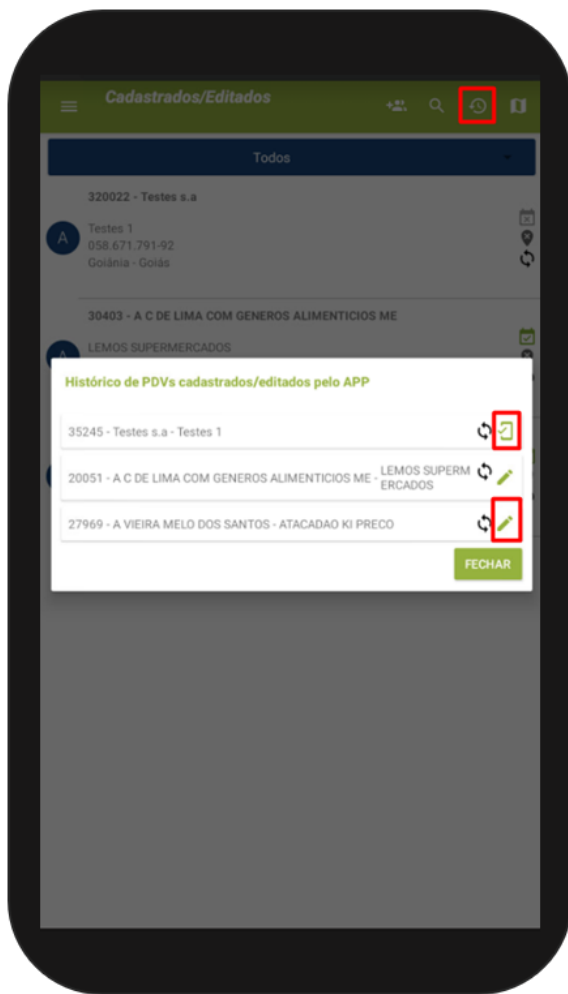 Cadastrados/Editados
Todos
320022 - Testes s.a
A
Testes 1
058.671.791-92
Goiânia - Goiás
30403 - A C DE LIMA COM GENEROS ALIMENTICIOS ME
LEMOS SUPERMERCADOS
Histórico de PDVs cadastrados/editados pelo APP
35245 - Testes s.a - Testes 1
20051 - A C DE LIMA COM GENEROS ALIMENTICIOS ME - LEMOS SUPERM
ERCADOS
27969 - A VIEIRA MELO DOS SANTOS - ATACADAO KI PRECO
FECHAR